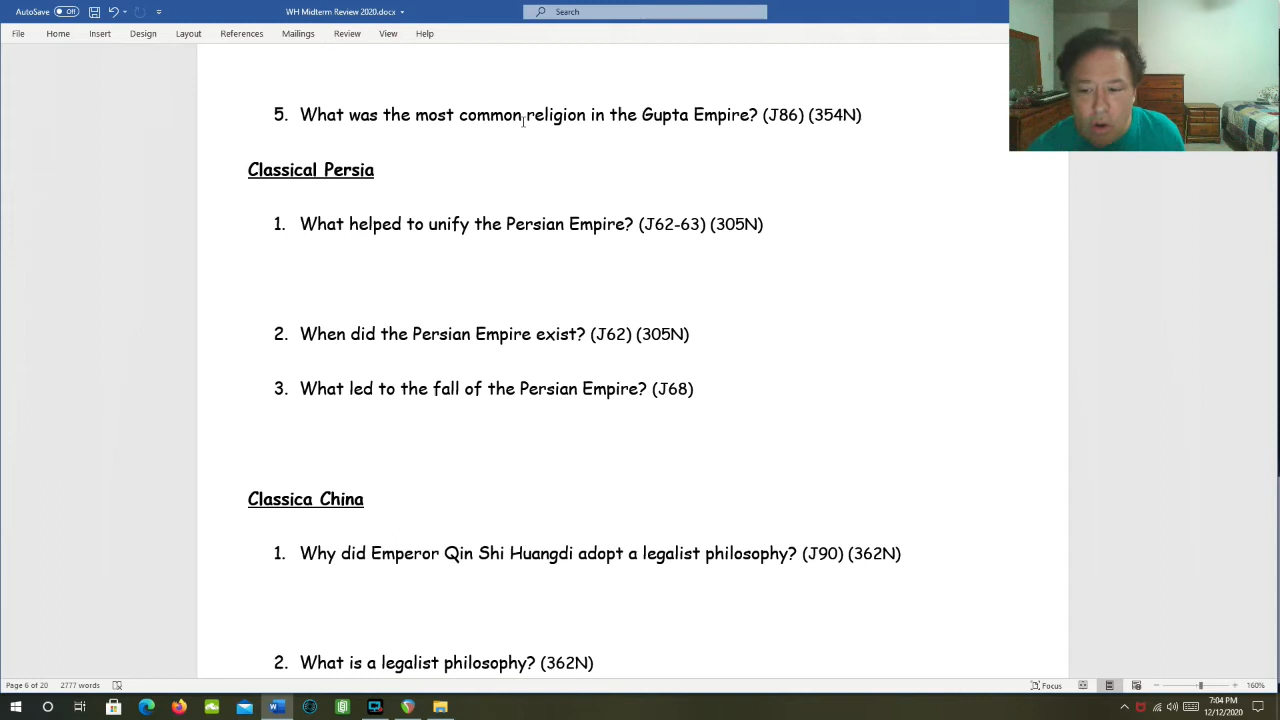 AutoSave Off WH Midterm Review 2020.docx Search
File Home Insert Design Layout References Mailings Review View Help
5. What was the most common religion in the Gupta Empire? (J86) (354N)
Classical Persia
1. What helped to unify the Persian Empire? (J62-63) (305N)
2. When did the Persian Empire exist? (J62) (305N)
3. What led to the fall of the Persian Empire? (J68)
Classica China
1. Why did Emperor Qin Shi Huangdi adopt a legalist philosophy? (J90) (362N)
2. What is a legalist philosophy? (362N)
Page 6 of 20 2777 words Focus 160%
7:04 PM
12/12/2020